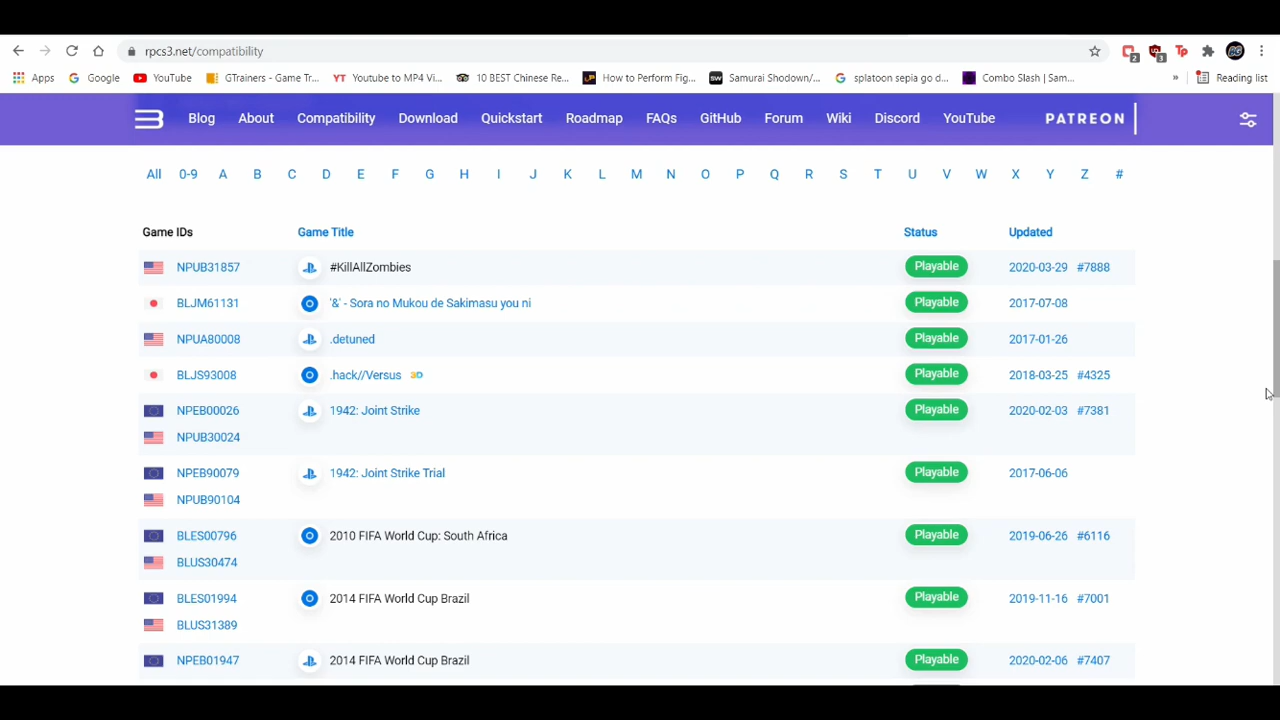 rpcs3.net/compatibility
2
3
Apps
Google
YouTube
GTrainers - Game Tr...
YT Youtube to MP4 Vi...
10 BEST Chinese Re...
How to Perform Fig...
SW Samurai Shodown/...
splatoon sepia go d...
Combo Slash | Sam...
»
Reading list
Blog About Compatibility Download Quickstart Roadmap FAQs GitHub Forum Wiki Discord YouTube PATREON
All 0-9 A B C D E F G H I J K L M N O P Q R S T U V W X Y Z #
Game IDs Game Title Status Updated
NPUB31857 #KillAllZombies Playable 2020-03-29 #7888
BLJM61131 '&' - Sora no Mukou de Sakimasu you ni Playable 2017-07-08
NPUA80008 .detuned Playable 2017-01-26
BLJS93008 .hack//Versus 3D Playable 2018-03-25 #4325
NPEB00026 1942: Joint Strike Playable 2020-02-03 #7381
NPUB30024
NPEB90079 1942: Joint Strike Trial Playable 2017-06-06
NPUB90104
BLES00796 2010 FIFA World Cup: South Africa Playable 2019-06-26 #6116
BLUS30474
BLES01994 2014 FIFA World Cup Brazil Playable 2019-11-16 #7001
BLUS31389
NPEB01947 2014 FIFA World Cup Brazil Playable 2020-02-06 #7407